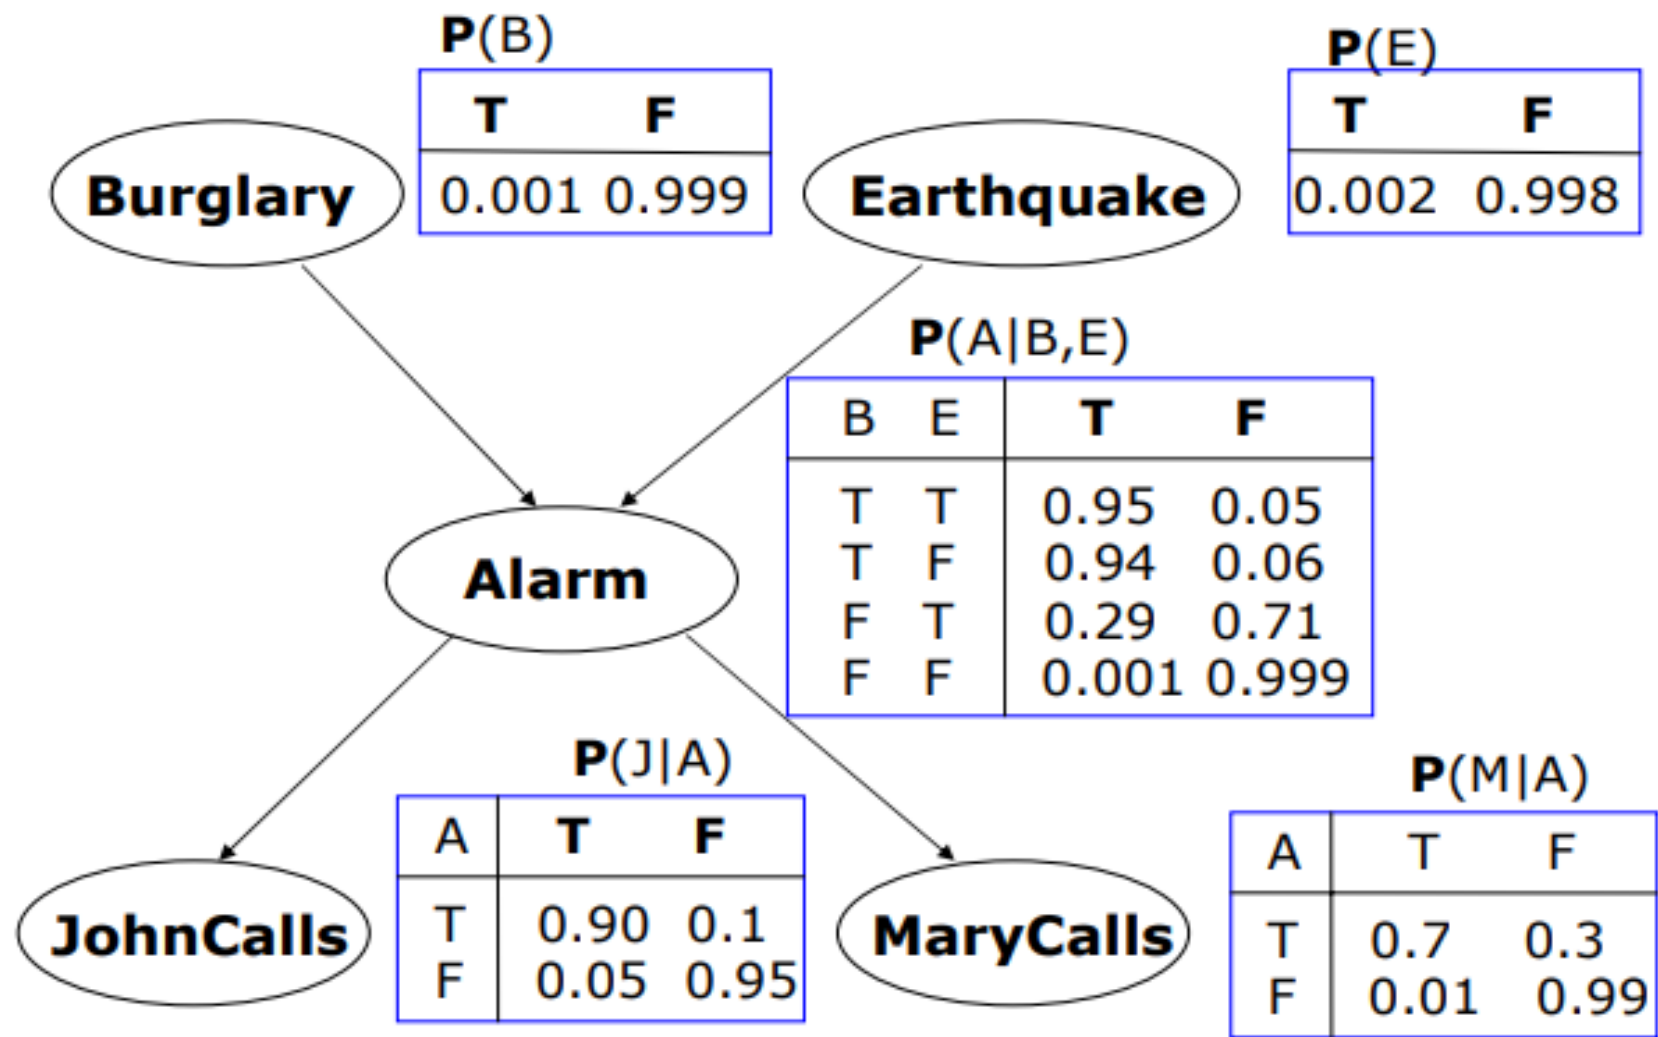 P(B)
T F
0.001 0.999
Burglary
P(E)
T F
0.002 0.998
Earthquake
P(A|B,E)
B E T F
T T 0.95 0.05
T F 0.94 0.06
F T 0.29 0.71
F F 0.001 0.999
Alarm
P(J|A)
A T F
T 0.90 0.1
F 0.05 0.95
JohnCalls
P(M|A)
A T F
T 0.7 0.3
F 0.01 0.99
MaryCalls